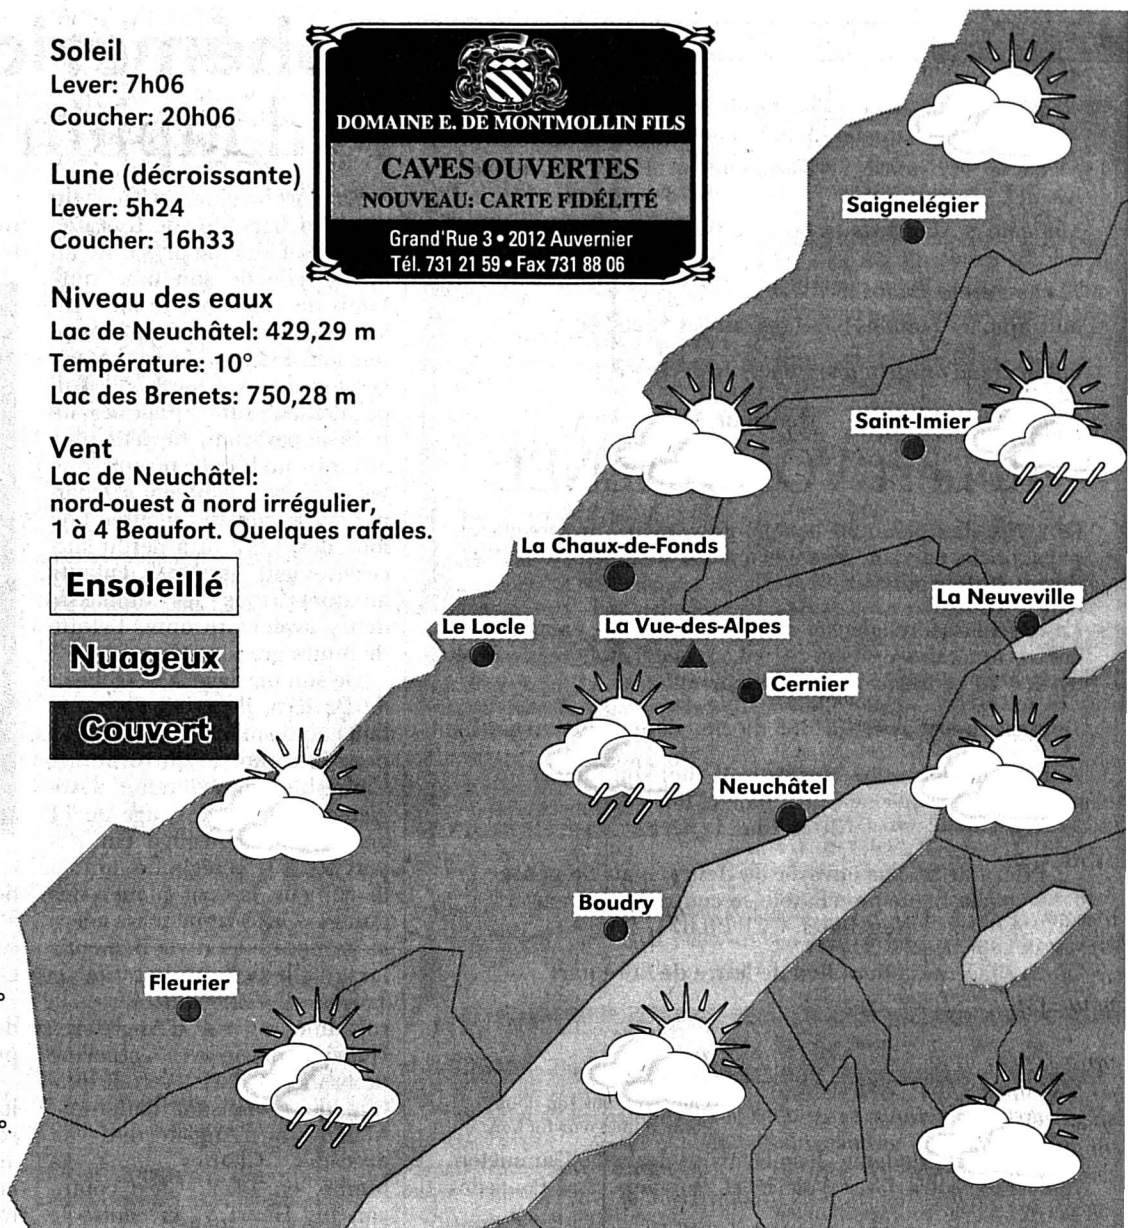 Soleil
Lever: 7h06
Coucher: 20h06
Lune (décroissante)
Lever: 5h24
Coucher: 16h33
Niveau des eaux
Lac de Neuchâtel: 429,29 m
Température: 10°
Lac des Brenets: 750,28 m
Vent
Lac de Neuchâtel:
nord-ouest à nord irrégulier,
1 à 4 Beaufort. Quelques rafales.
Ensoleillé
Nuageux
Couvert
DOMAINE E. DE MONTMOLLIN FILS
CAVES OUVERTES
NOUVEAU: CARTE FIDÉLITÉ
Grand'Rue 3 • 2012 Auvernier
Tél. 731 21 59 • Fax 731 88 06
Saignelégier
Saint-Imier
La Chaux-de-Fonds
La Neuveville
Le Locle
La Vue-des-Alpes
Cernier
Neuchâtel
Boudry
Fleurier